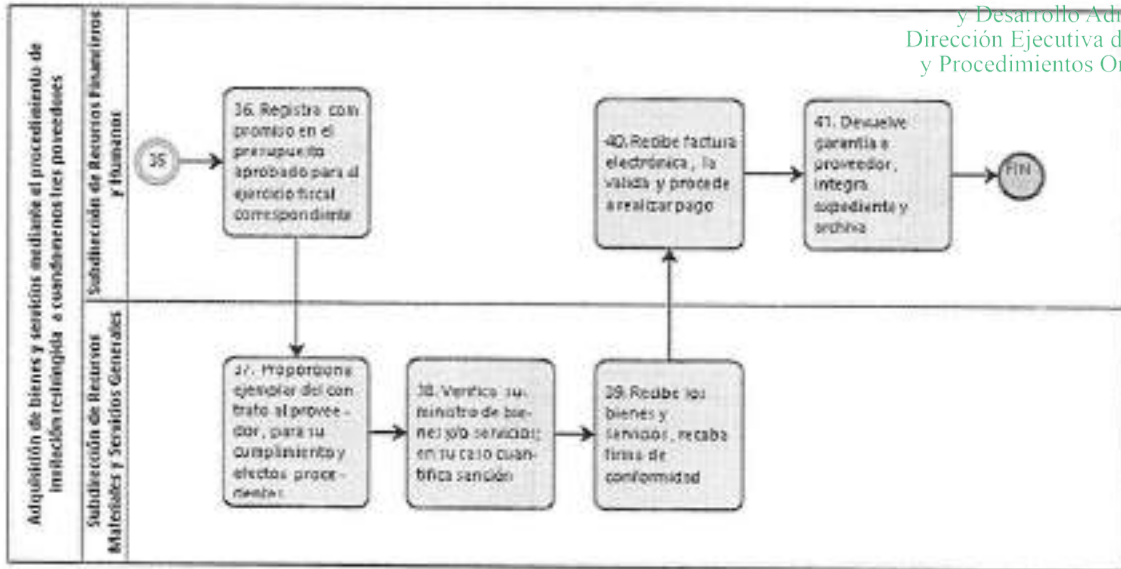 y Desarrollo Adm
Dirección Ejecutiva d
y Procedimientos Or
Adquisición de bienes y servicios mediante el procedimiento de
invitación restringida a cuandomenos tres poveedores
Subdirección de Recursos Financieros
y Humanos
35
36. Registra com
promiso en el
presupuesto
aprobado para el
ejercicio fiscal
correspondiente
40. Recibe factura
electrónica, la
valida y procede
a realizar pago
41. Devuelve
garantía a
proveedor,
integra
expediente y
archiva
FIN
Subdirección de Recursos
Materiales y Servicios Generales
37. Proporciona
ejemplar del con
trato al provee-
dor, para su
cumplimiento y
efectos proce-
dentes
38. Verifica su-
ministro de bie-
nes y/o servicios;
en su caso cuan-
tifica sanción
39. Recibe los
bienes y
servicios, recaba
firma de
conformidad